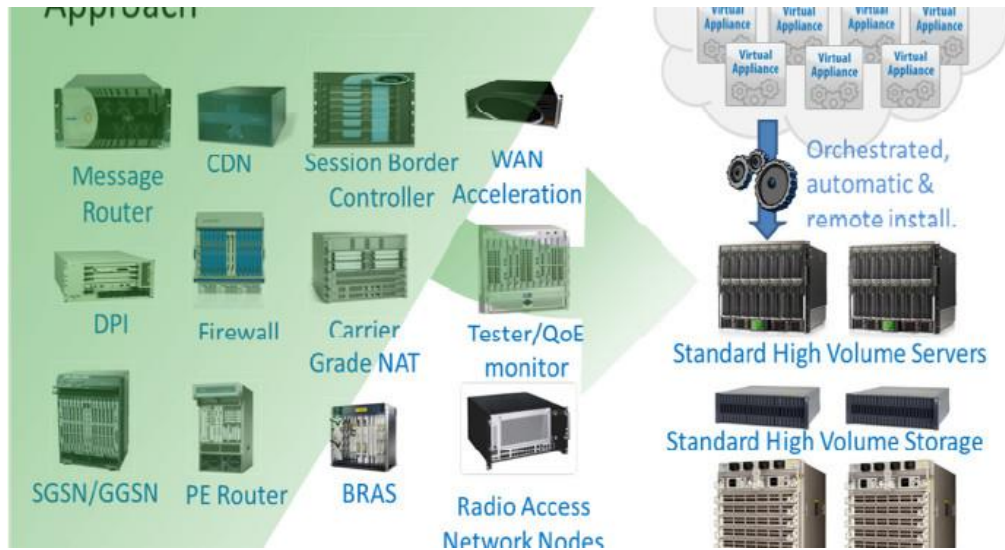 Approach
Virtual
Appliance
Virtual
Appliance
Virtual
Appliance
Virtual
Appliance
Virtual
Appliance
Virtual
Appliance
Virtual
Appliance
Message
Router
CDN
Session Border
Controller
WAN
Acceleration
DPI
Firewall
Carrier
Grade NAT
Tester/QoE
monitor
SGSN/GGSN
PE Router
BRAS
Radio Access
Network Nodes
Orchestrated,
automatic &
remote install.
Standard High Volume Servers
Standard High Volume Storage